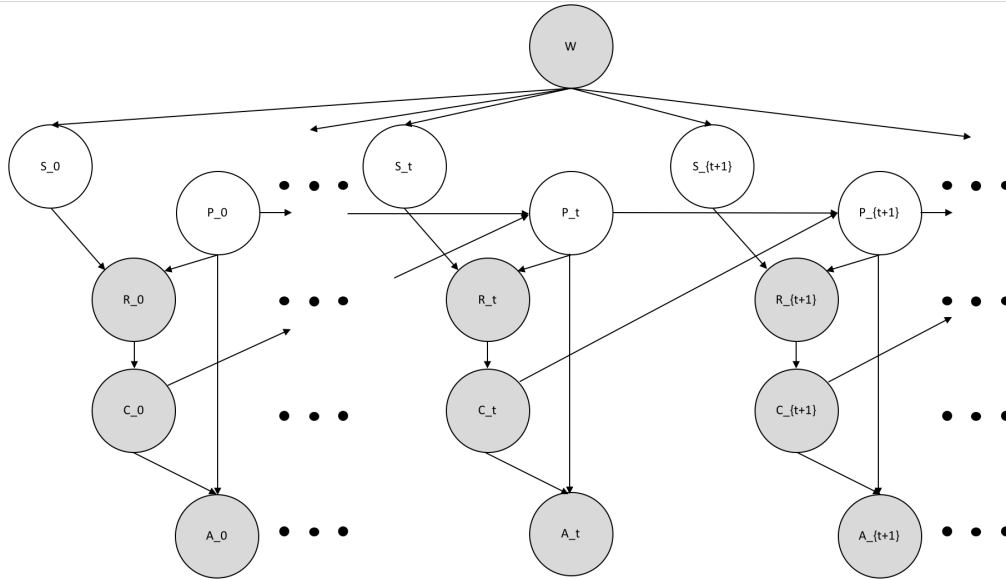 W
S_0
S_t
S_{t+1}
P_0
P_t
P_{t+1}
R_0
R_t
R_{t+1}
C_0
C_t
C_{t+1}
A_0
A_t
A_{t+1}